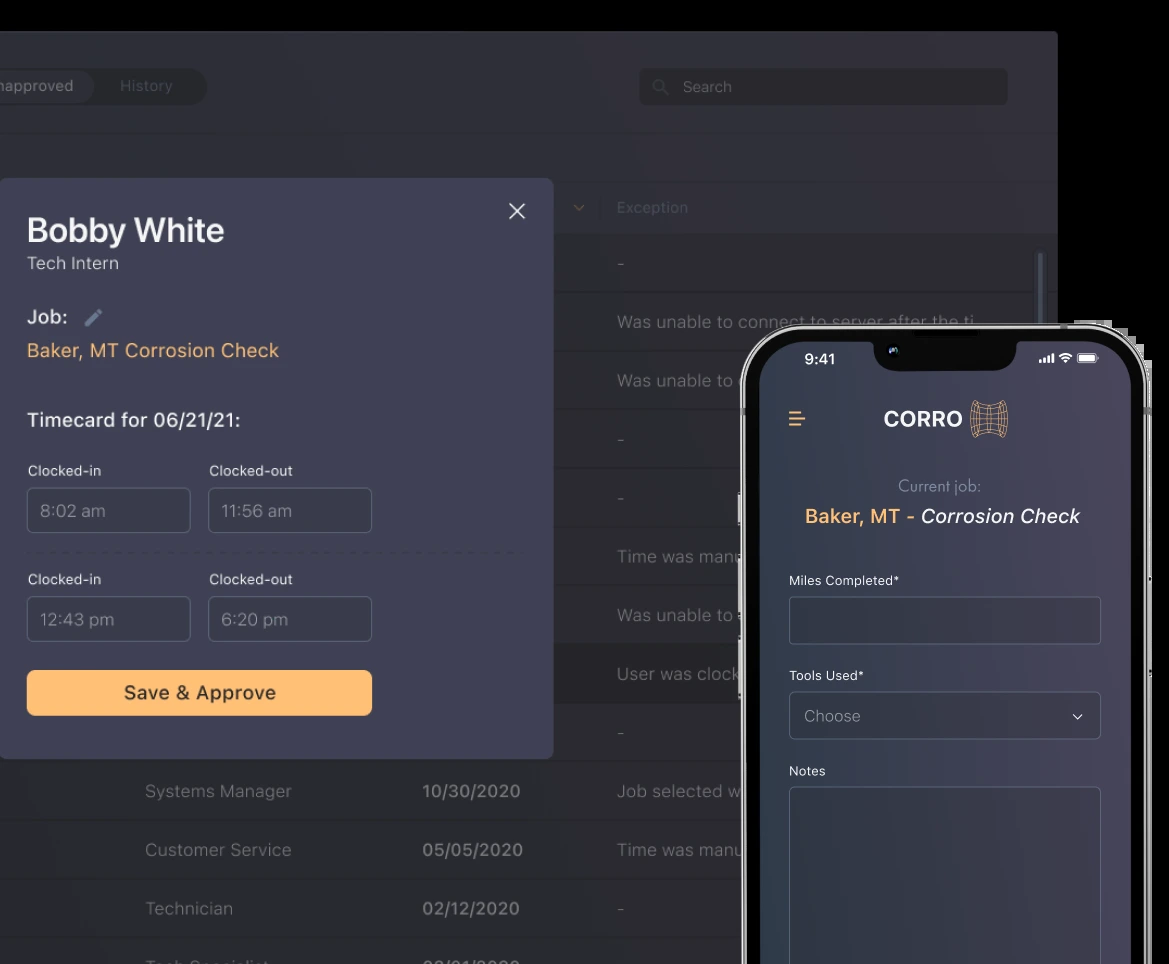 napproved
History
Search
Exception
Bobby White
Tech Intern
Job:
Baker, MT Corrosion Check
Timecard for 06/21/21:
Clocked-in
Clocked-out
8:02 am
11:56 am
Clocked-in
Clocked-out
12:43 pm
6:20 pm
Save & Approve
-
Was unable to connect to server after the ti
Was unable to
-
-
Time was manu
Was unable to
User was clock
-
Systems Manager 10/30/2020 Job selected w
Customer Service 05/05/2020 Time was manu
Technician 02/12/2020 -
9:41
CORRO
Current job:
Baker, MT - Corrosion Check
Miles Completed*
Tools Used*
Choose
Notes